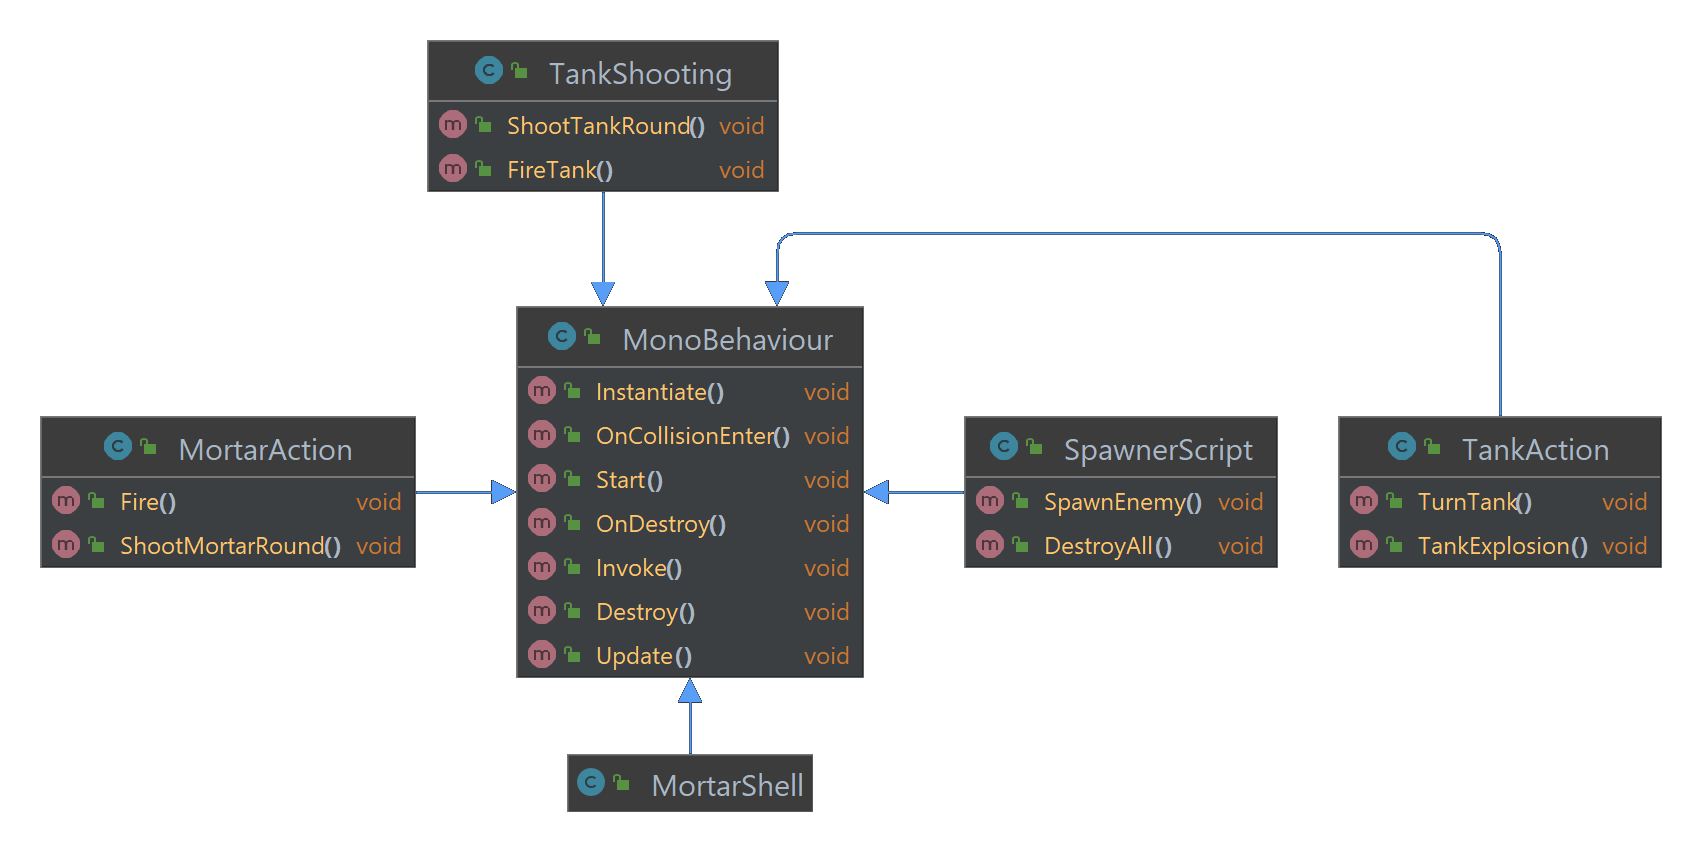 TankShooting
ShootTankRound() void
FireTank() void
MonoBehaviour
Instantiate() void
OnCollisionEnter() void
Start() void
OnDestroy() void
Invoke() void
Destroy() void
Update() void
MortarAction
Fire() void
ShootMortarRound() void
SpawnerScript
SpawnEnemy() void
DestroyAll() void
TankAction
TurnTank() void
TankExplosion() void
MortarShell